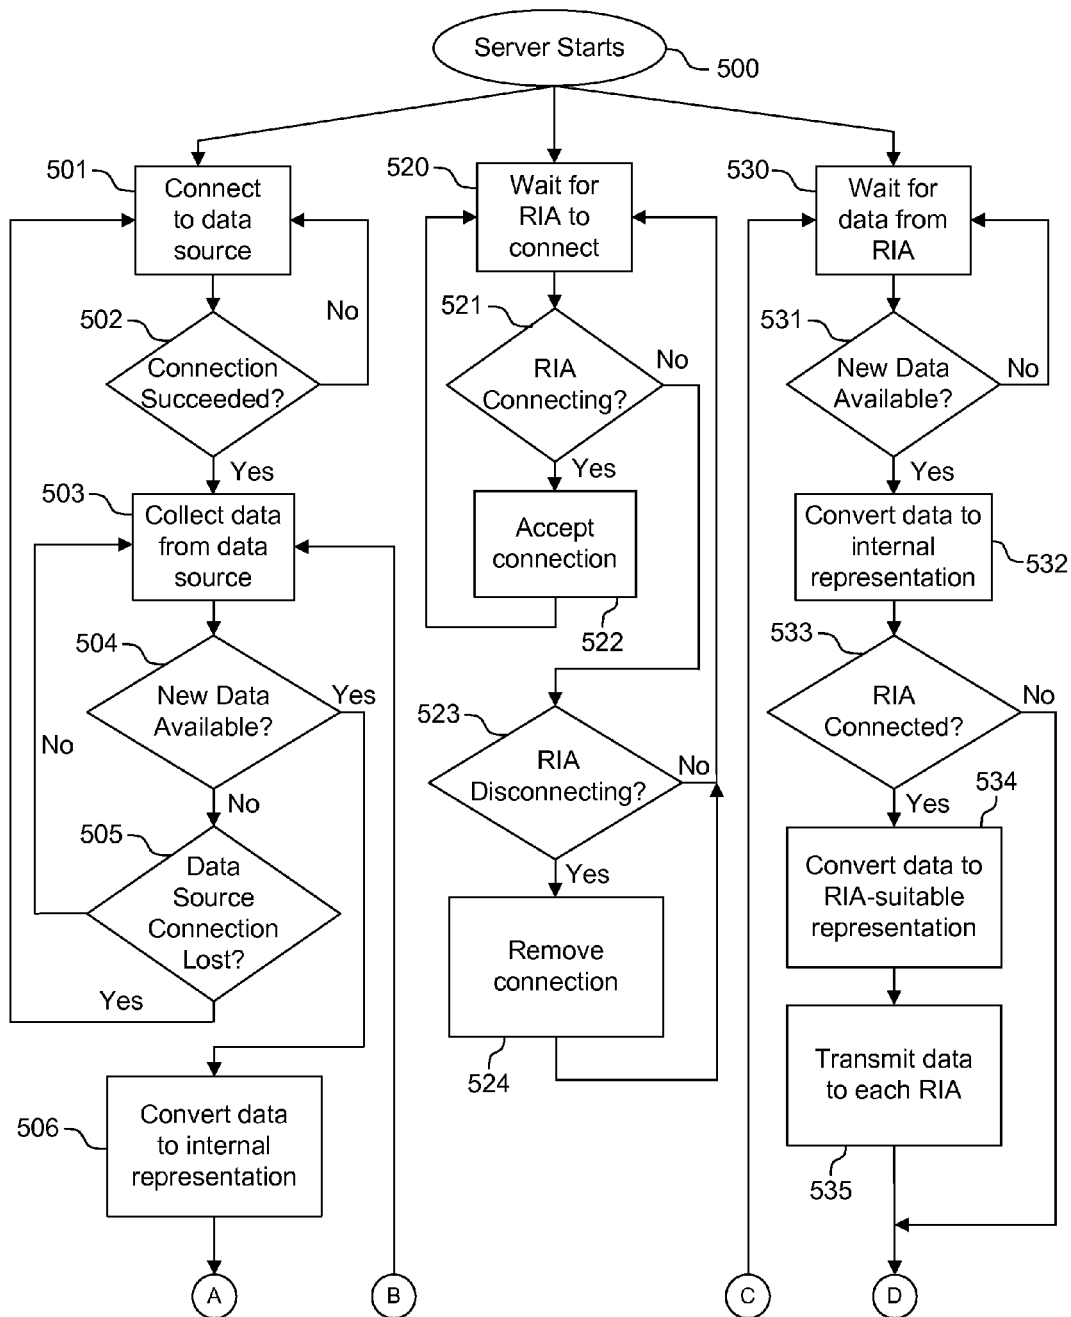 Server Starts
500
501
Connect
to data
source
502
No
Connection
Succeeded?
Yes
503
Collect data
from data
source
504
New Data
Available?
Yes
No
No
505
Data
Source
Connection
Lost?
Yes
506
Convert data
to internal
representation
A
B
520
Wait for
RIA to
connect
521
RIA
Connecting?
No
Yes
Accept
connection
522
523
RIA
Disconnecting?
No
Yes
Remove
connection
524
530
Wait for
data from
RIA
531
New Data
Available?
No
Yes
Convert data to
internal
representation
532
533
RIA
Connected?
No
Yes
534
Convert data to
RIA-suitable
representation
Transmit data
to each RIA
535
C
D